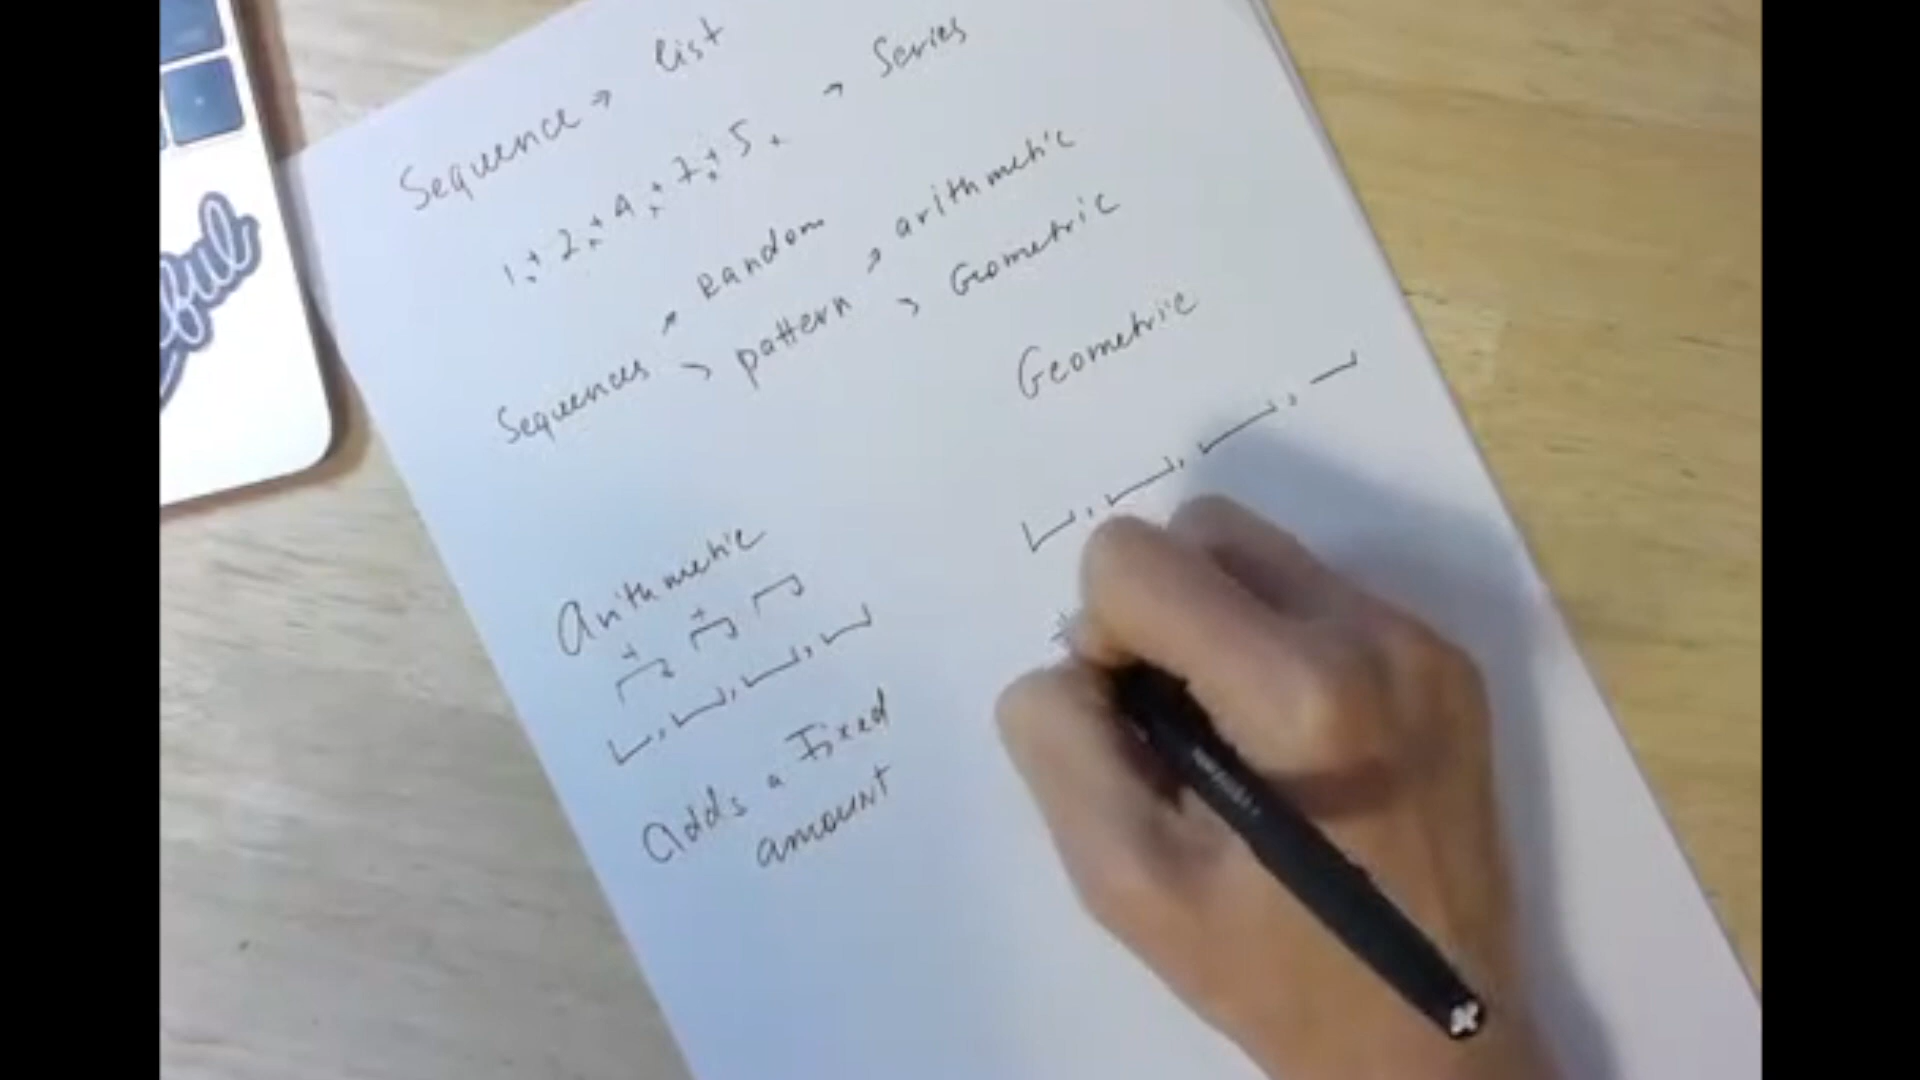 Sequence → list
1,+ 2,+ 4,+ 7,+ 5, → Series
Sequences ↗ Random
↘ pattern ↗ arithmetic
↘ Geometric
Geometric
Arithmetic
+ +
Adds a Fixed
amount